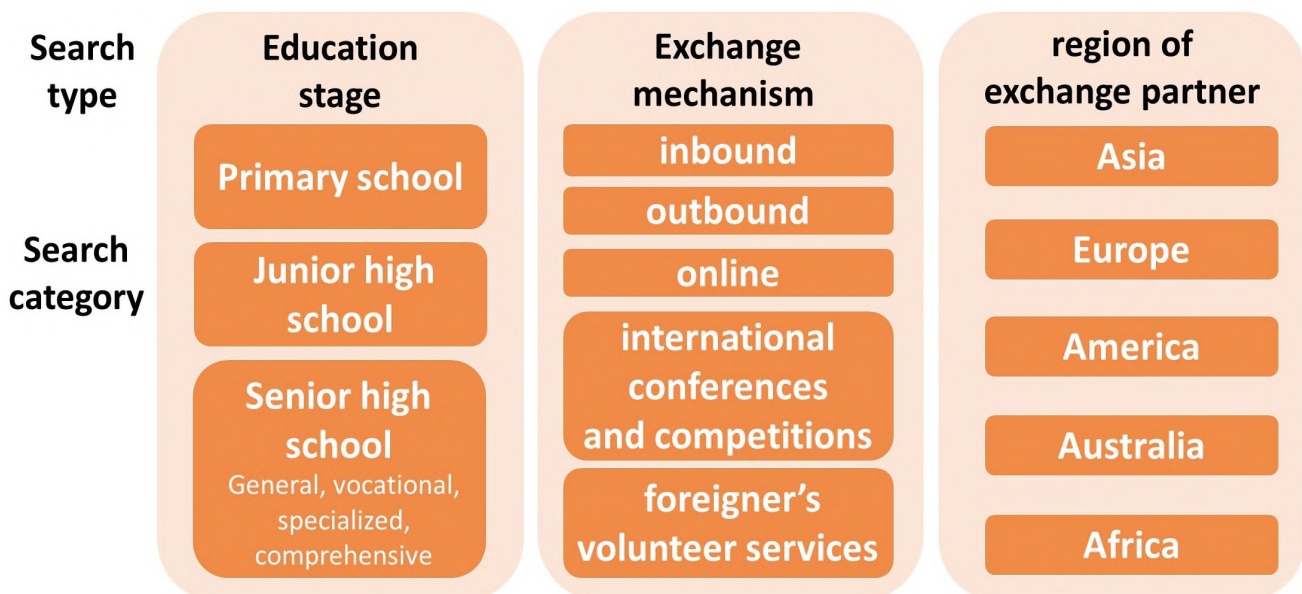 Search
type
Education
stage
Exchange
mechanism
region of
exchange partner
Search
category
Primary school
Junior high
school
Senior high
school
General, vocational,
specialized,
comprehensive
inbound
outbound
online
international
conferences
and competitions
foreigner’s
volunteer services
Asia
Europe
America
Australia
Africa